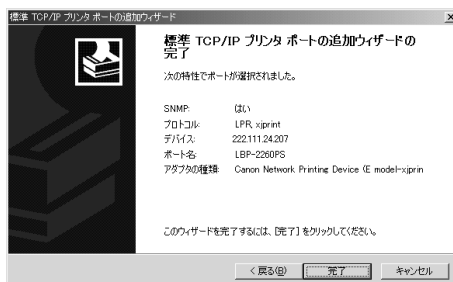 標準 TCP/IP プリンタ ポートの追加ウィザード
標準 TCP/IP プリンタ ポートの追加ウィザードの
完了
次の特性でポートが選択されました。
SNMP: はい
プロトコル: LPR, xjprint
デバイス: 222.111.24.207
ポート名: LBP-2260PS
アダプタの種類: Canon Network Printing Device (E model-xjprin
このウィザードを完了するには、[完了] をクリックしてください。
< 戻る(B) 完了 キャンセル